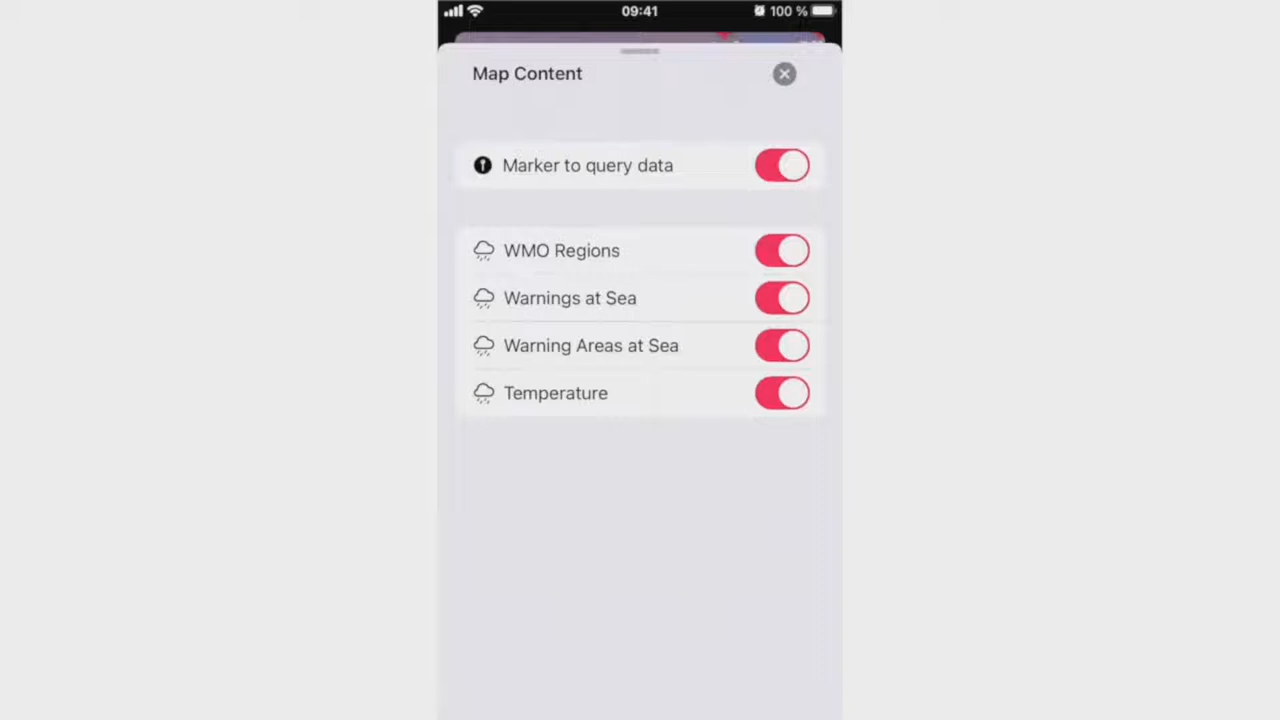 09:41
100 %
Map Content
Marker to query data
WMO Regions
Warnings at Sea
Warning Areas at Sea
Temperature